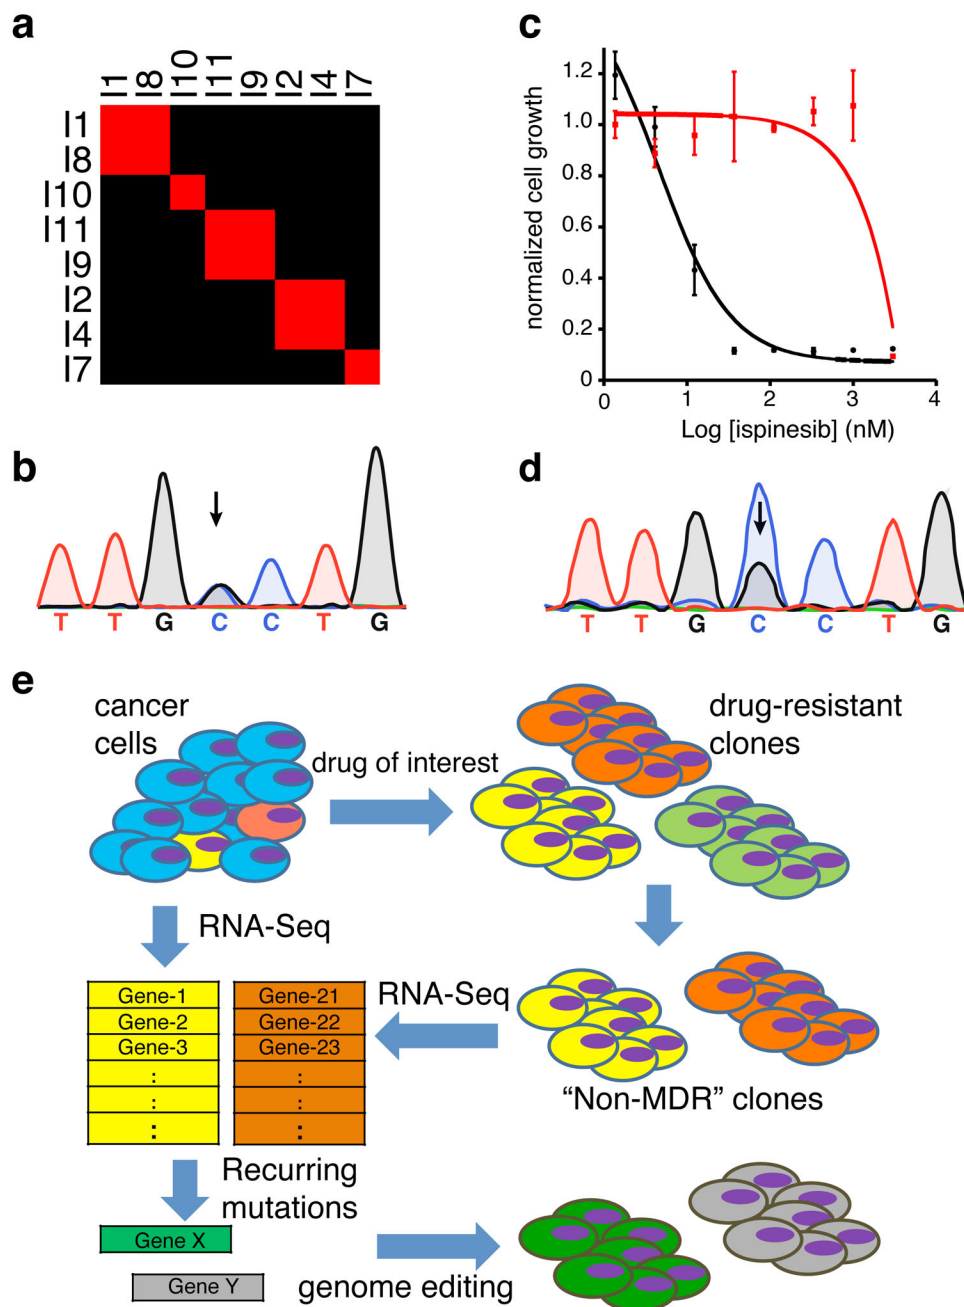 a
I1 I8 I10 I11 I9 I2 I4 I7
I1
I8
I10
I11
I9
I2
I4
I7
c
normalized cell growth
1.2
1.0
0.8
0.6
0.4
0.2
0
0 1 2 3 4
Log [ispinesib] (nM)
b
T T G C C T G
d
T T G C C T G
e
cancer
cells
drug of interest
drug-resistant
clones
RNA-Seq
Gene-1
Gene-2
Gene-3
:
:
:
Gene-21
Gene-22
Gene-23
:
:
:
RNA-Seq
“Non-MDR” clones
Recurring
mutations
Gene X
Gene Y
genome editing